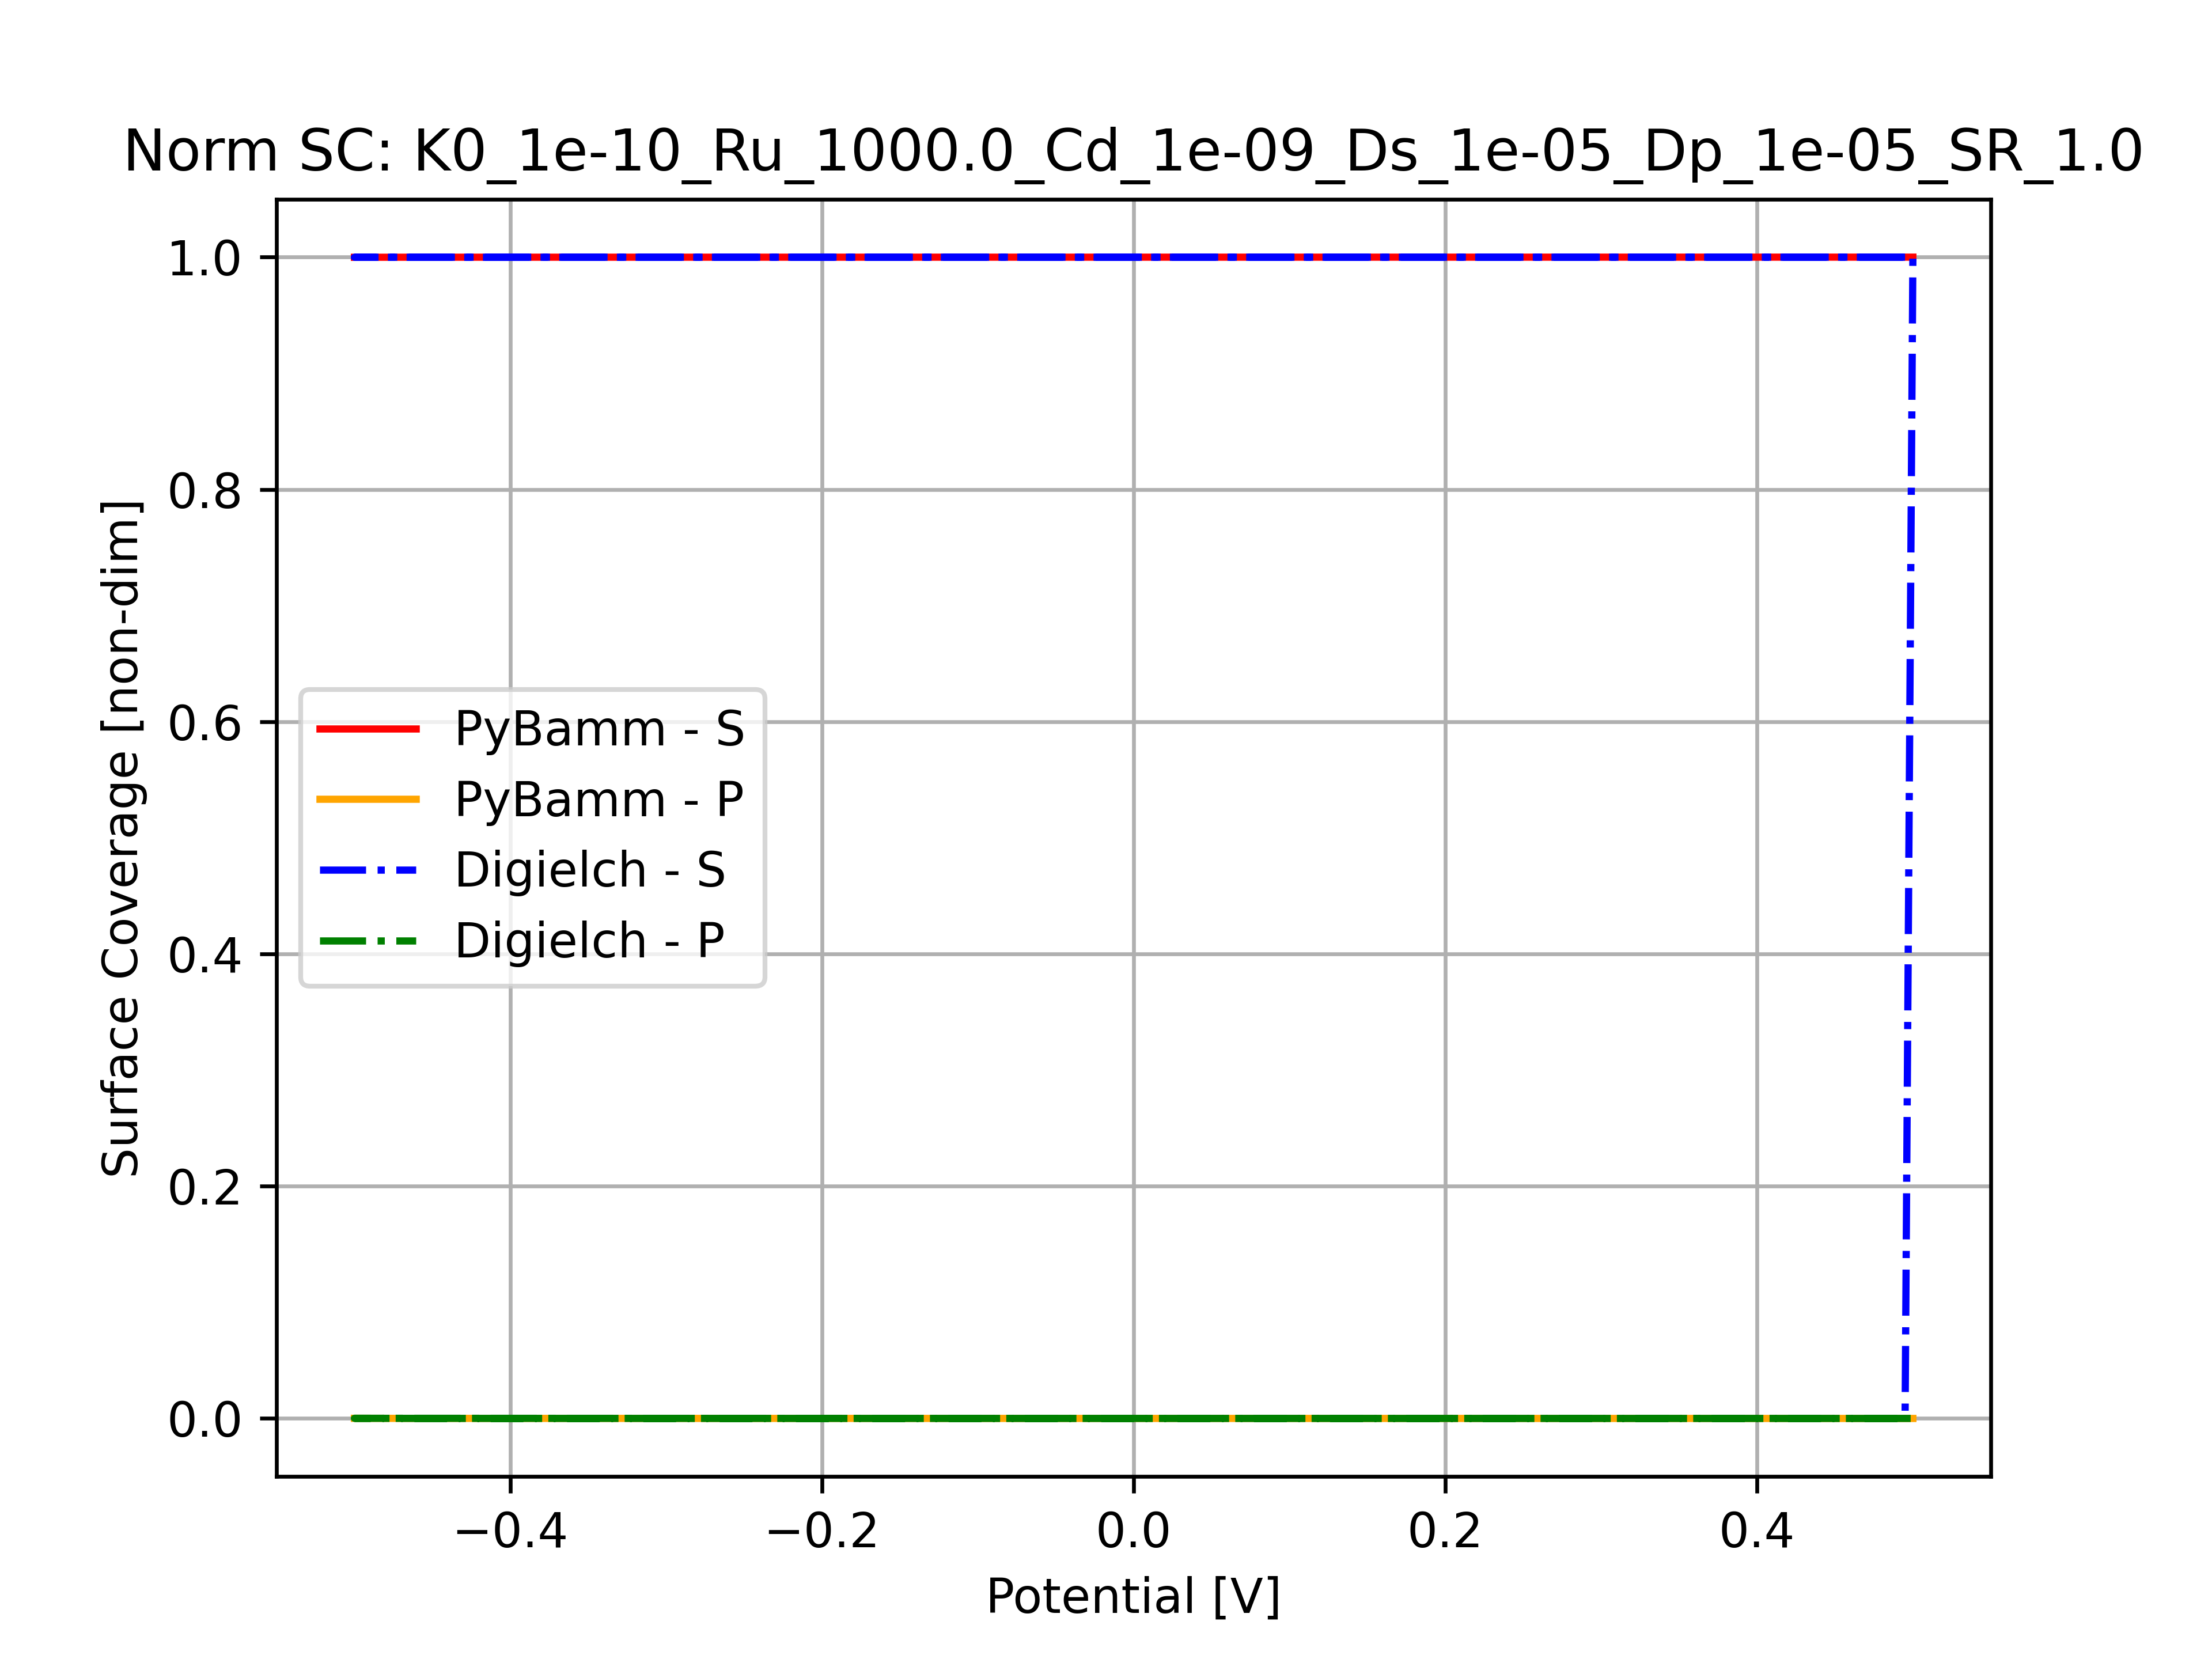 Norm SC: K0_1e-10_Ru_1000.0_Cd_1e-09_Ds_1e-05_Dp_1e-05_SR_1.0
1.0
0.8
0.6
0.4
0.2
0.0
Surface Coverage [non-dim]
PyBamm - S
PyBamm - P
Digielch - S
Digielch - P
−0.4 −0.2 0.0 0.2 0.4
Potential [V]